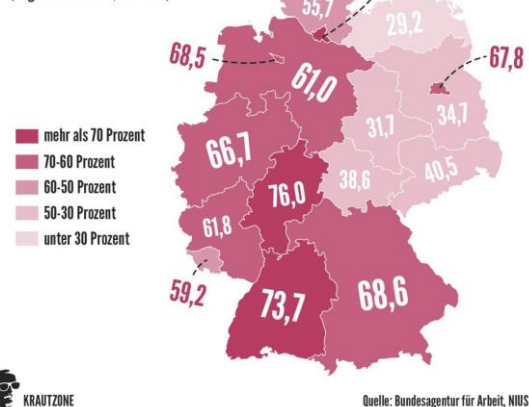 55,7
29,2
68,5
67,8
61,0
34,7
31,7
mehr als 70 Prozent
70-60 Prozent
60-50 Prozent
50-30 Prozent
unter 30 Prozent
66,7
76,0
38,6
40,5
61,8
59,2
73,7
68,6
KRAUTZONE
Quelle: Bundesagentur für Arbeit, NIUS